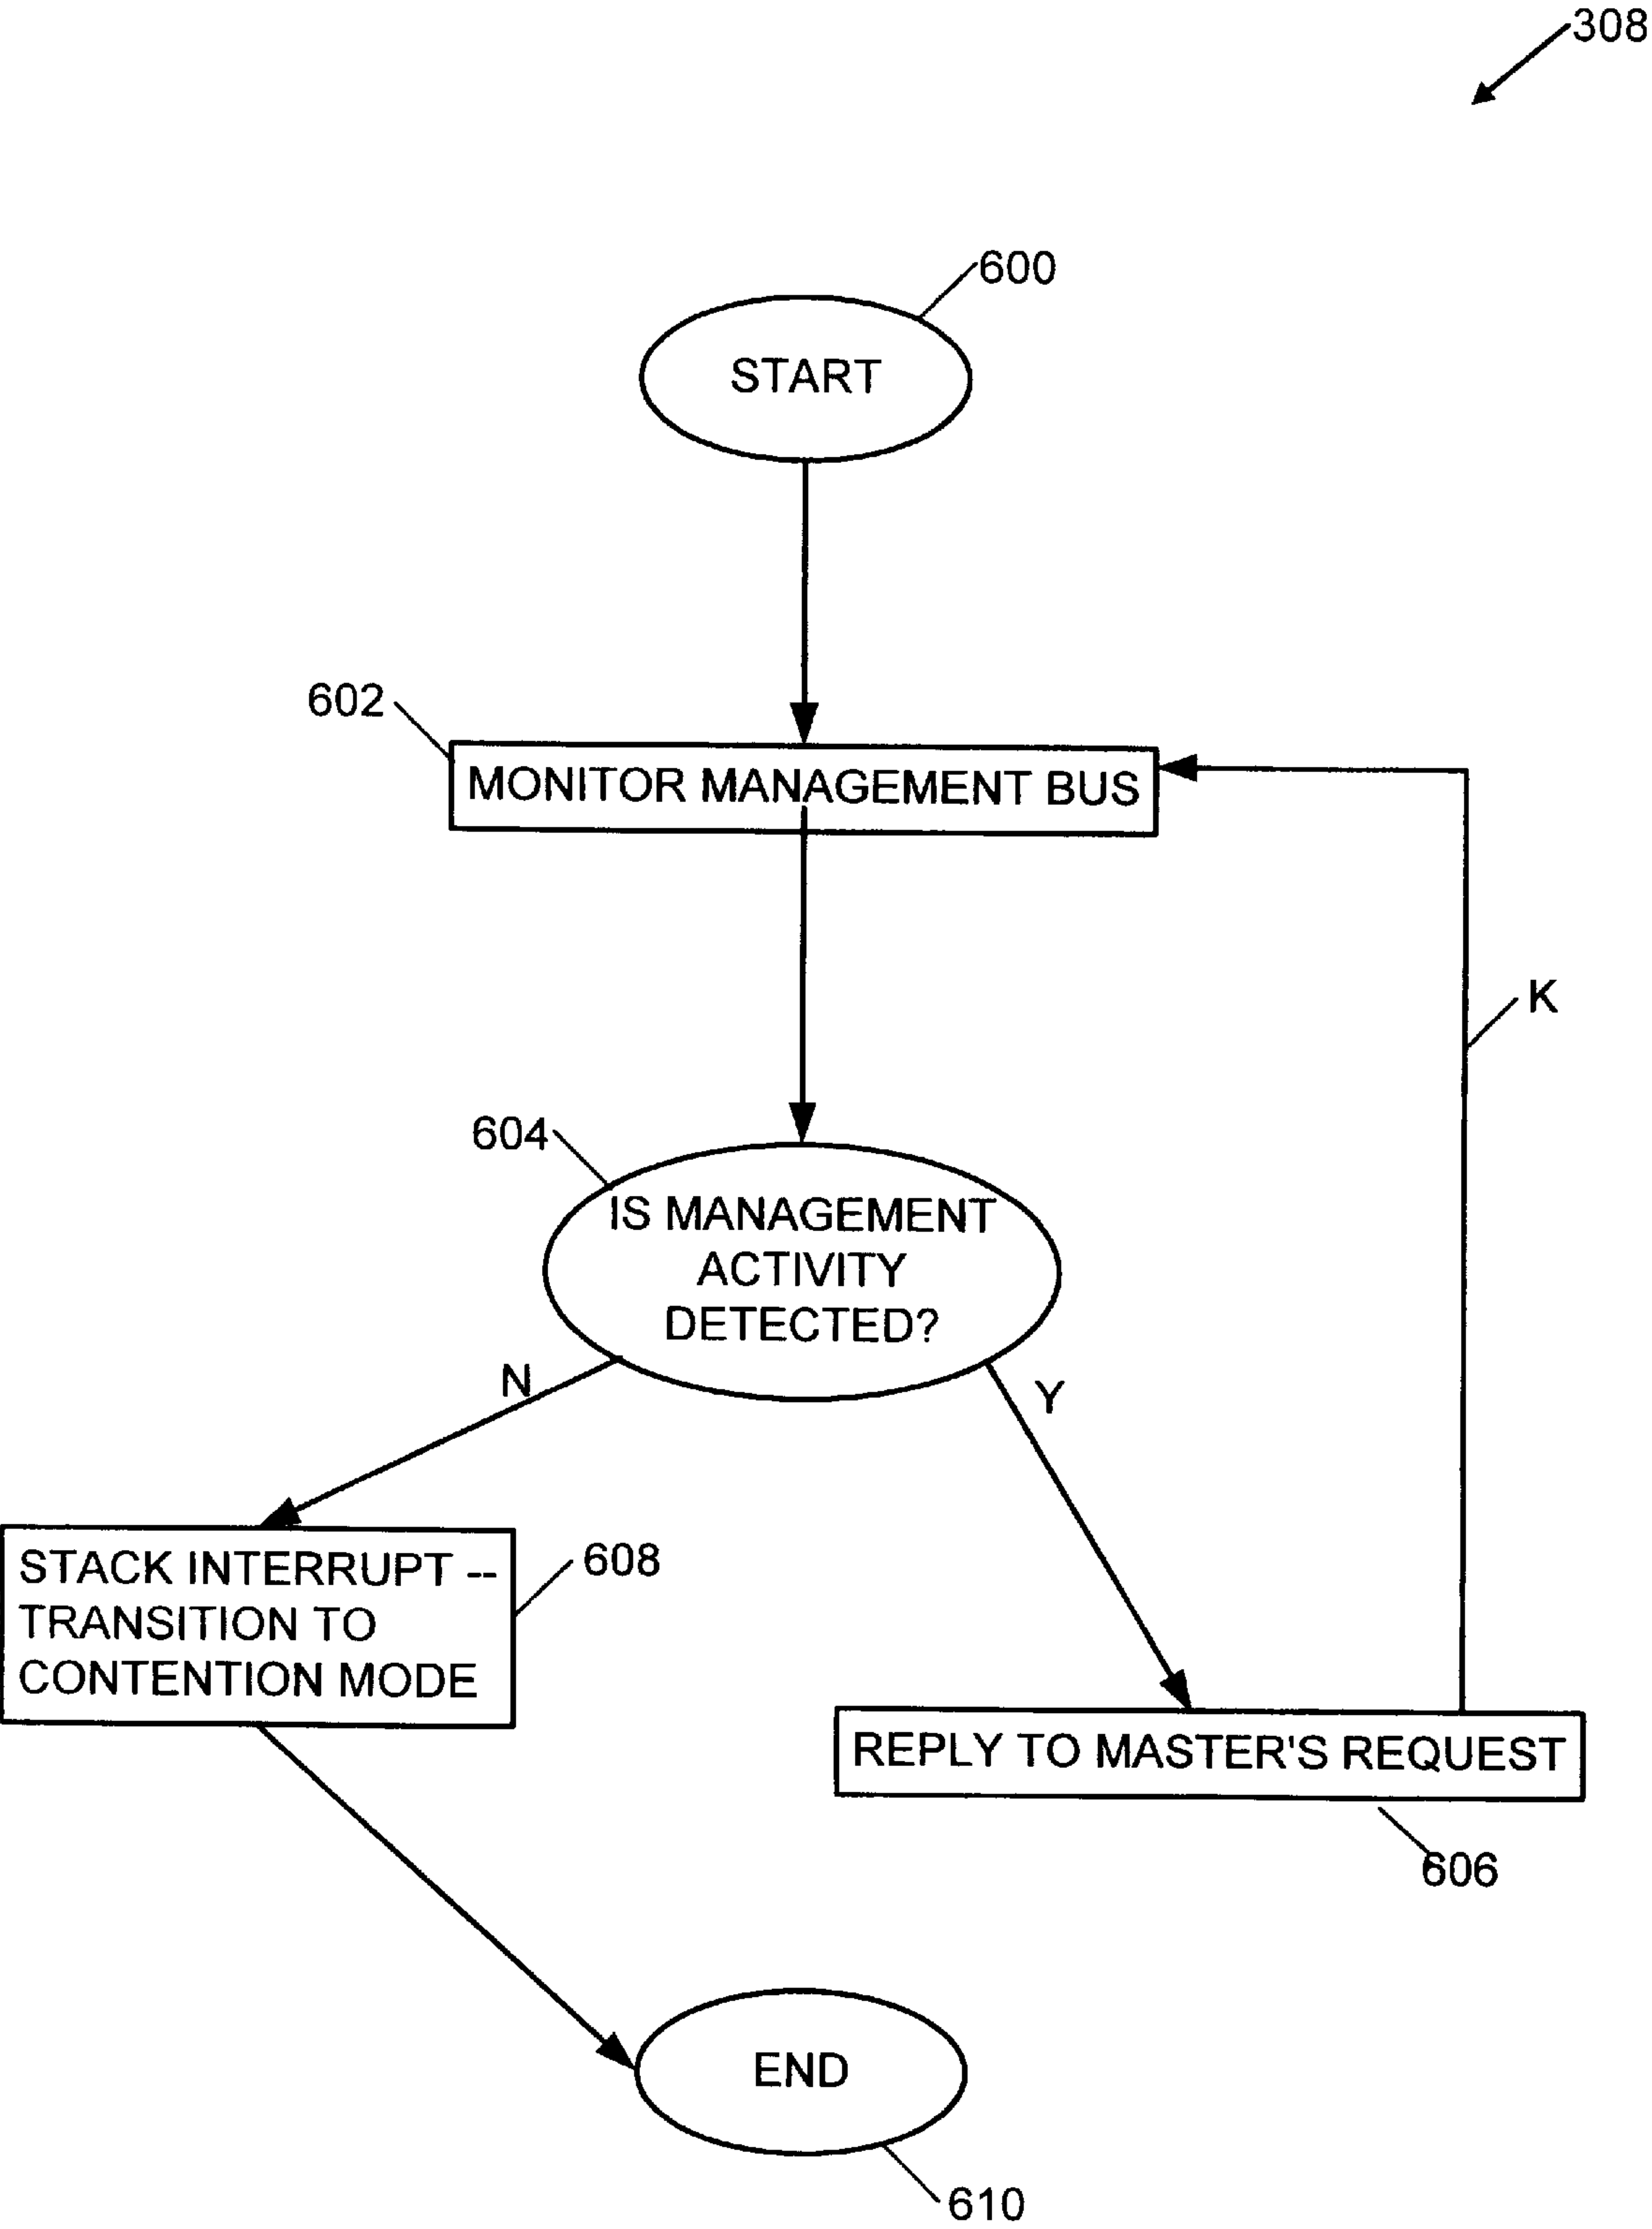 308
600
START
602
MONITOR MANAGEMENT BUS
K
604
IS MANAGEMENT
ACTIVITY
DETECTED?
N
Y
STACK INTERRUPT --
TRANSITION TO
CONTENTION MODE
608
REPLY TO MASTER'S REQUEST
606
END
610